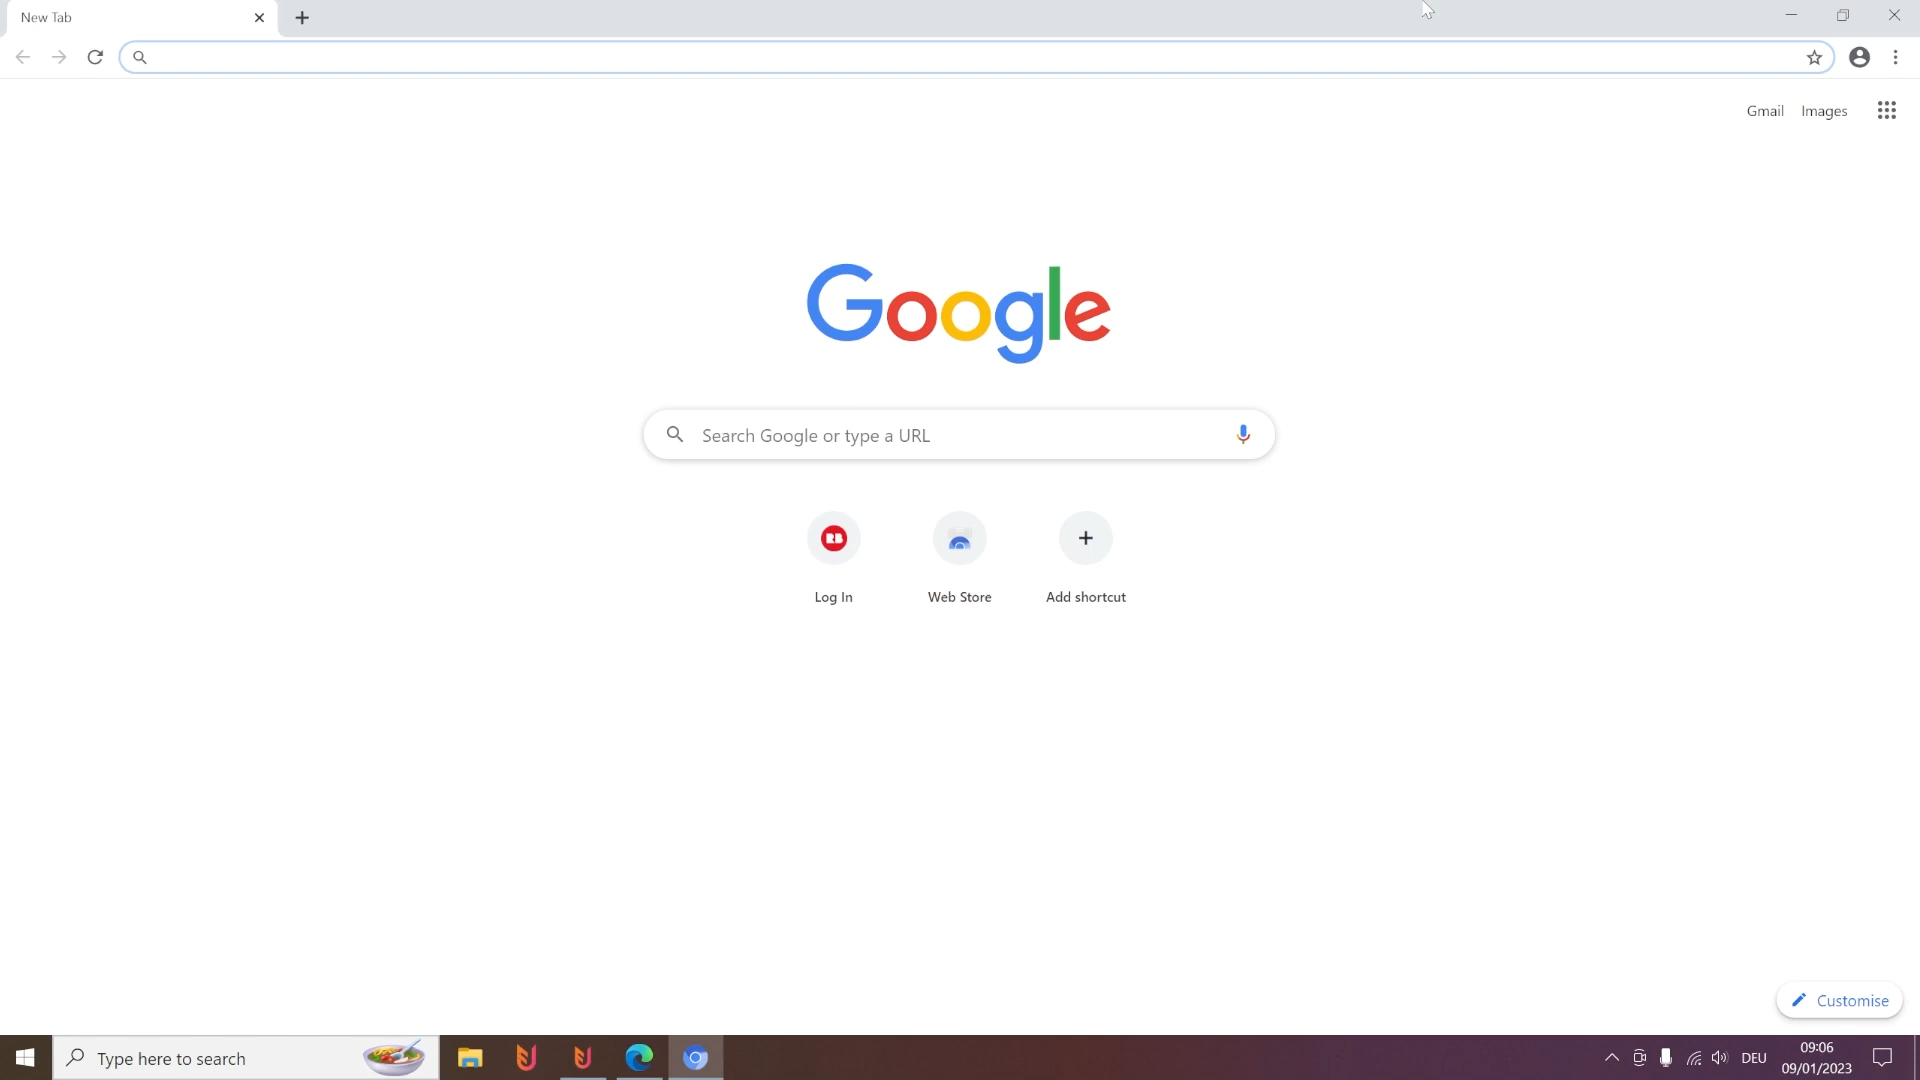 New Tab
Gmail Images
Google
Search Google or type a URL
RB
Log In
Web Store
Add shortcut
Customise
Type here to search
DEU
09:06
09/01/2023